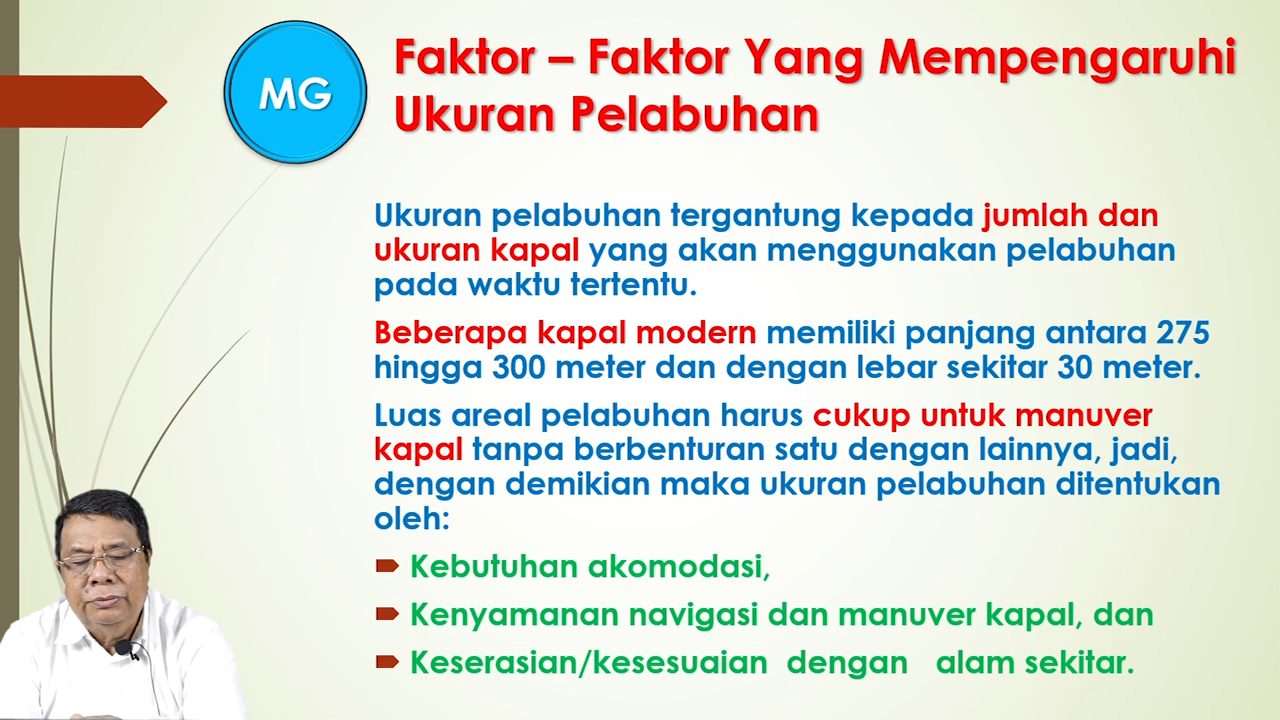 MG
Faktor – Faktor Yang Mempengaruhi
Ukuran Pelabuhan
Ukuran pelabuhan tergantung kepada jumlah dan
ukuran kapal yang akan menggunakan pelabuhan
pada waktu tertentu.
Beberapa kapal modern memiliki panjang antara 275
hingga 300 meter dan dengan lebar sekitar 30 meter.
Luas areal pelabuhan harus cukup untuk manuver
kapal tanpa berbenturan satu dengan lainnya, jadi,
dengan demikian maka ukuran pelabuhan ditentukan
oleh:
Kebutuhan akomodasi,
Kenyamanan navigasi dan manuver kapal, dan
Keserasian/kesesuaian dengan alam sekitar.